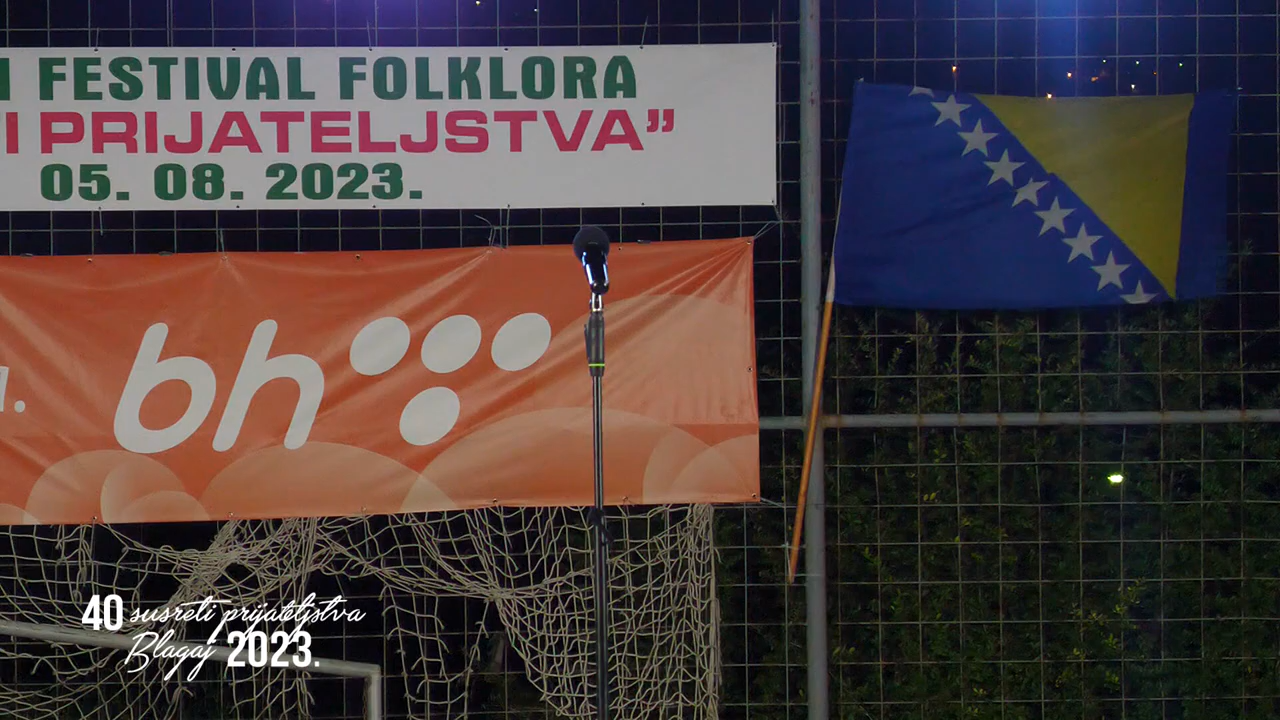 FESTIVAL FOLKLORA
I PRIJATELJSTVA”
05. 08. 2023.
bh
40 susreti prijateljstva
Blagaj 2023.